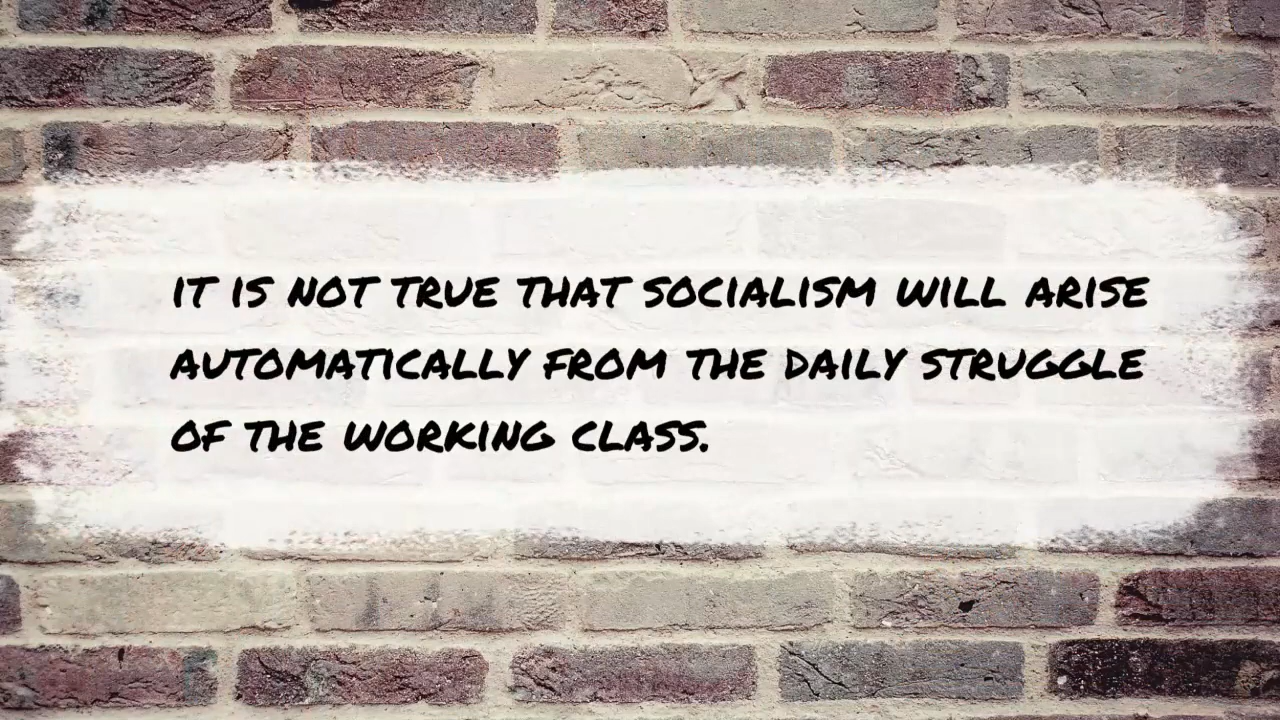 IT IS NOT TRUE THAT SOCIALISM WILL ARISE
AUTOMATICALLY FROM THE DAILY STRUGGLE
OF THE WORKING CLASS.